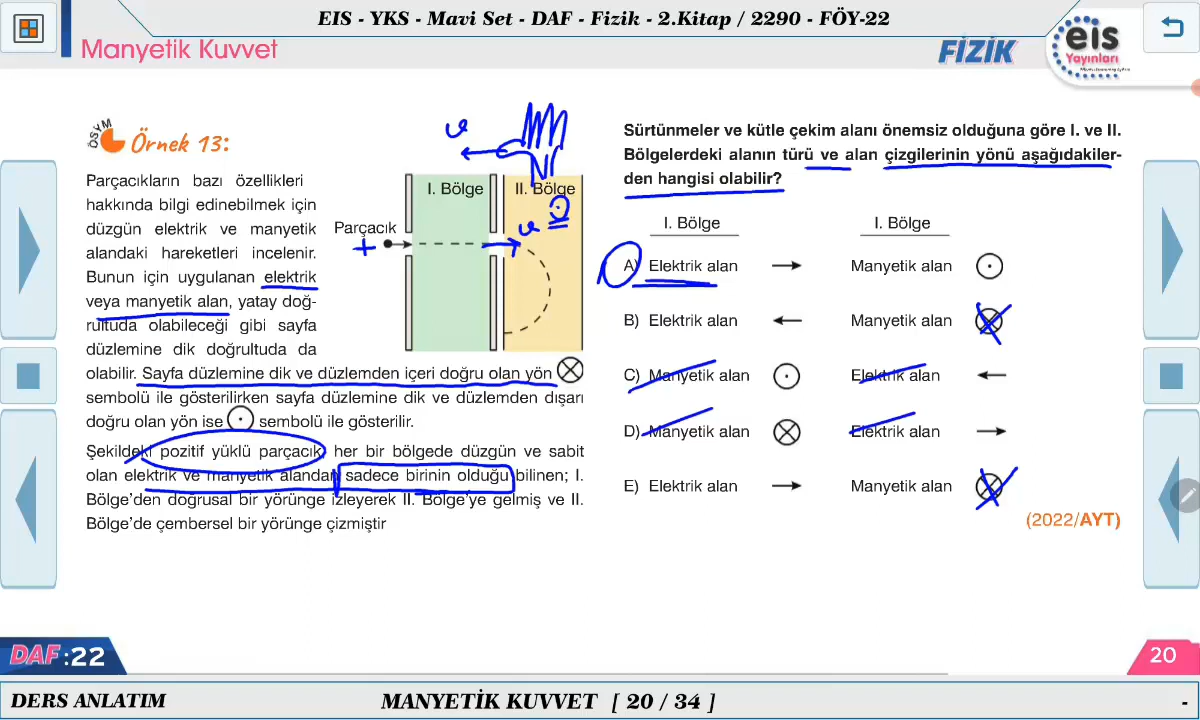 EIS - YKS - Mavi Set - DAF - Fizik - 2.Kitap / 2290 - FÖY-22
Manyetik Kuvvet
FİZİK
eis
Yayınları
ÖSYM
Örnek 13:
Parçacıkların bazı özellikleri
hakkında bilgi edinebilmek için
düzgün elektrik ve manyetik
alandaki hareketleri incelenir.
Bunun için uygulanan elektrik
veya manyetik alan, yatay doğ-
rultuda olabileceği gibi sayfa
düzlemine dik doğrultuda da
olabilir. Sayfa düzlemine dik ve düzlemden içeri doğru olan yön
sembolü ile gösterilirken sayfa düzlemine dik ve düzlemden dışarı
doğru olan yön ise sembolü ile gösterilir.
Şekildeki pozitif yüklü parçacık her bir bölgede düzgün ve sabit
olan elektrik ve manyetik alandan sadece birinin olduğu bilinen; I.
Bölge'den doğrusal bir yörünge izleyerek II. Bölge'ye gelmiş ve II.
Bölge'de çembersel bir yörünge çizmiştir
I. Bölge
II. Bölge
Parçacık
+
v
v
Sürtünmeler ve kütle çekim alanı önemsiz olduğuna göre I. ve II.
Bölgelerdeki alanın türü ve alan çizgilerinin yönü aşağıdakiler-
den hangisi olabilir?
I. Bölge I. Bölge
A) Elektrik alan → Manyetik alan ⊙
B) Elektrik alan ← Manyetik alan ⊗
C) Manyetik alan ⊙ Elektrik alan ←
D) Manyetik alan ⊗ Elektrik alan →
E) Elektrik alan → Manyetik alan ⊗
(2022/AYT)
DAF:22
20
DERS ANLATIM
MANYETİK KUVVET [ 20 / 34 ]
-